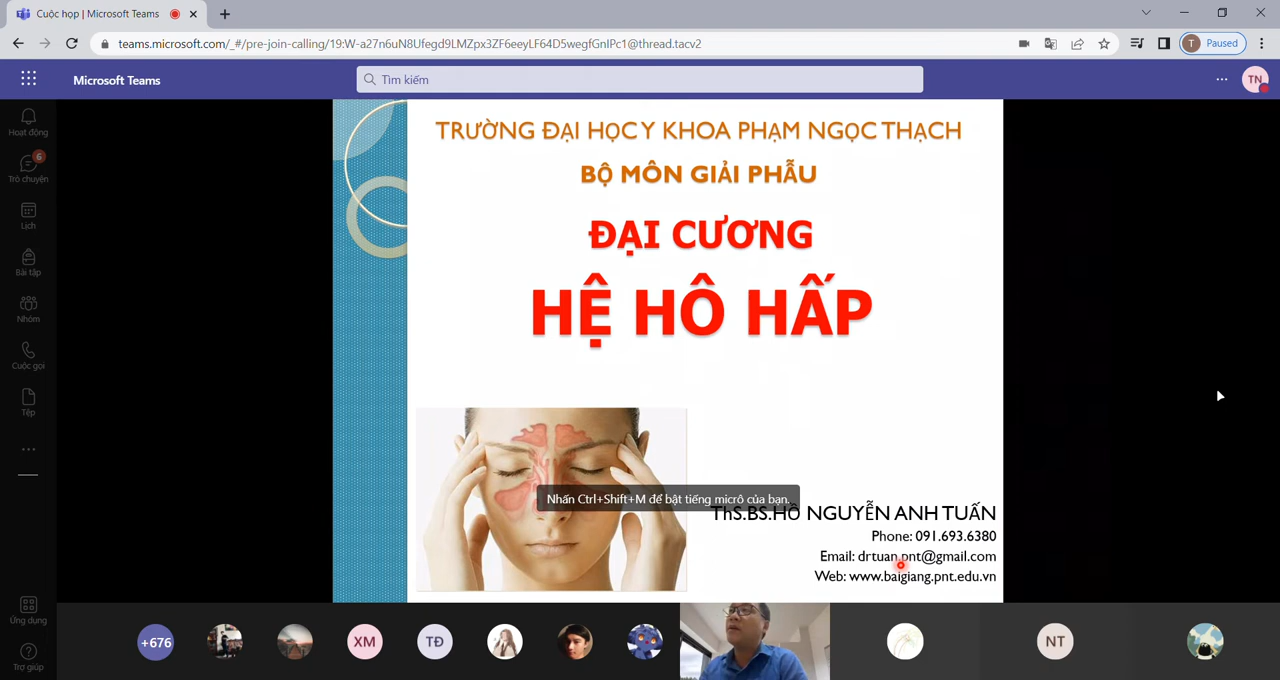 Cuộc họp | Microsoft Teams
teams.microsoft.com/_#/pre-join-calling/19:W-a27n6uN8Ufegd9LMZpx3ZF6eeyLF64D5wegfGnIPc1@thread.tacv2
T Paused
Microsoft Teams
Tìm kiếm
TN
Hoạt động
6
Trò chuyện
Lịch
Bài tập
Nhóm
Cuộc gọi
Tệp
Ứng dụng
Trợ giúp
TRƯỜNG ĐẠI HỌC Y KHOA PHẠM NGỌC THẠCH
BỘ MÔN GIẢI PHẪU
ĐẠI CƯƠNG
HỆ HÔ HẤP
Nhấn Ctrl+Shift+M để bật tiếng micrô của bạn.
ThS.BS.HỒ NGUYỄN ANH TUẤN
Phone: 091.693.6380
Email: drtuan.pnt@gmail.com
Web: www.baigiang.pnt.edu.vn
+676
XM
TĐ
NT